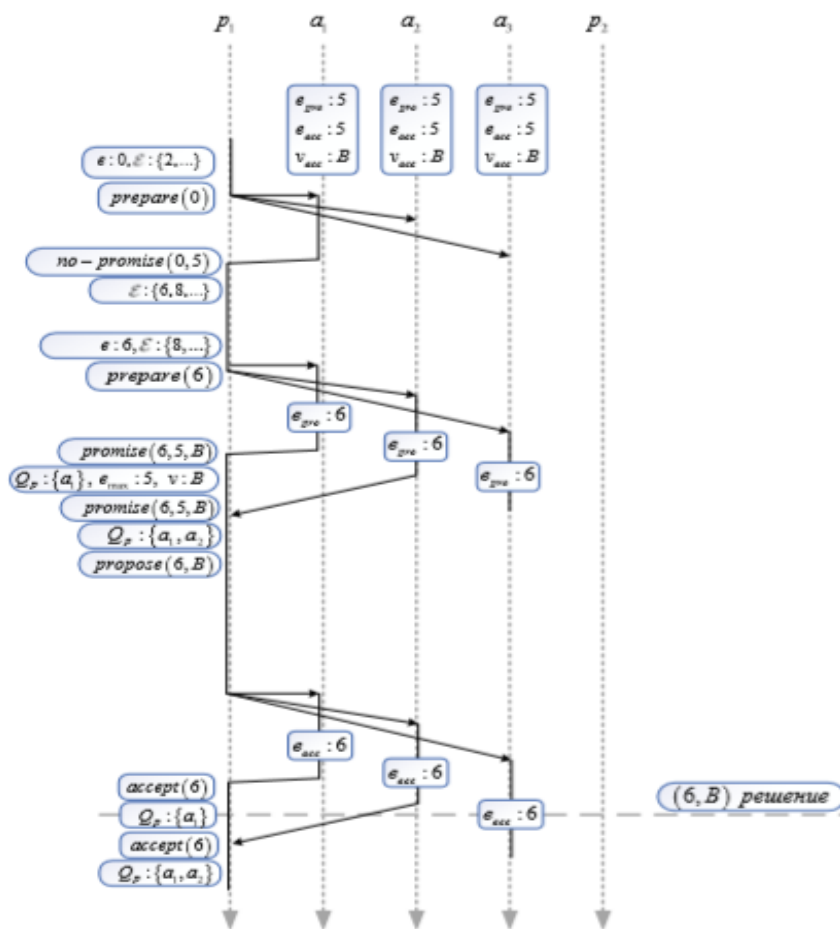 p₁ a₁ a₂ a₃ p₂
e_pro : 5 e_pro : 5 e_pro : 5
e_acc : 5 e_acc : 5 e_acc : 5
v_acc : B v_acc : B v_acc : B
e : 0, ℰ : {2,...}
prepare(0)
no – promise(0,5)
ℰ : {6,8,...}
e : 6, ℰ : {8,...}
prepare(6)
e_pro : 6
e_pro : 6
promise(6,5,B)
Q_P : {a₁}, e_max : 5, v : B
e_pro : 6
promise(6,5,B)
Q_P : {a₁, a₂}
propose(6,B)
e_acc : 6
e_acc : 6
accept(6)
(6,B) решение
Q_P : {a₁}
e_acc : 6
accept(6)
Q_P : {a₁, a₂}